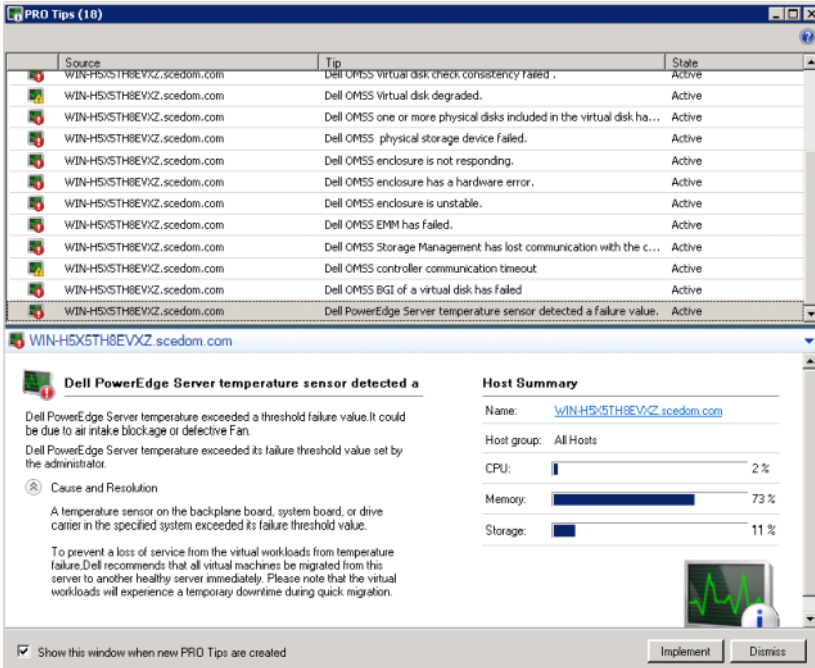 PRO Tips (18)
Source Tip State
WIN-H5X5TH8EVXZ.scedom.com Dell OMSS Virtual disk check consistency failed . Active
WIN-H5X5TH8EVXZ.scedom.com Dell OMSS Virtual disk degraded. Active
WIN-H5X5TH8EVXZ.scedom.com Dell OMSS one or more physical disks included in the virtual disk ha... Active
WIN-H5X5TH8EVXZ.scedom.com Dell OMSS physical storage device failed. Active
WIN-H5X5TH8EVXZ.scedom.com Dell OMSS enclosure is not responding. Active
WIN-H5X5TH8EVXZ.scedom.com Dell OMSS enclosure has a hardware error. Active
WIN-H5X5TH8EVXZ.scedom.com Dell OMSS enclosure is unstable. Active
WIN-H5X5TH8EVXZ.scedom.com Dell OMSS EMM has failed. Active
WIN-H5X5TH8EVXZ.scedom.com Dell OMSS Storage Management has lost communication with the c... Active
WIN-H5X5TH8EVXZ.scedom.com Dell OMSS controller communication timeout Active
WIN-H5X5TH8EVXZ.scedom.com Dell OMSS BGI of a virtual disk has failed Active
WIN-H5X5TH8EVXZ.scedom.com Dell PowerEdge Server temperature sensor detected a failure value. Active
WIN-H5X5TH8EVXZ.scedom.com
Dell PowerEdge Server temperature sensor detected a
Dell PowerEdge Server temperature exceeded a threshold failure value.It could
be due to air intake blockage or defective Fan.
Dell PowerEdge Server temperature exceeded its failure threshold value set by
the administrator.
Cause and Resolution
A temperature sensor on the backplane board, system board, or drive
carrier in the specified system exceeded its failure threshold value.
To prevent a loss of service from the virtual workloads from temperature
failure,Dell recommends that all virtual machines be migrated from this
server to another healthy server immediately. Please note that the virtual
workloads will experience a temporary downtime during quick migration.
Host Summary
Name: WIN-H5X5TH8EVXZ.scedom.com
Host group: All Hosts
CPU: 2 %
Memory: 73 %
Storage: 11 %
Show this window when new PRO Tips are created
Implement Dismiss